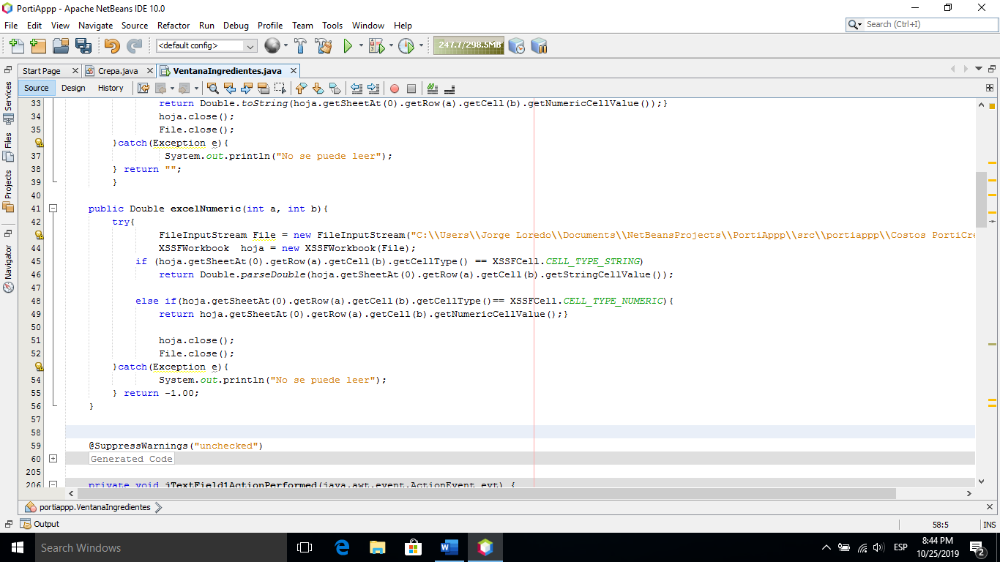 PortiAppp - Apache NetBeans IDE 10.0
File Edit View Navigate Source Refactor Run Debug Profile Team Tools Window Help
Search (Ctrl+I)
<default config>
247.7/298.5MB
Start Page Crepa.java VentanaIngredientes.java
Source Design History
Services
Files
Projects
Navigator
33 return Double.toString(hoja.getSheetAt(0).getRow(a).getCell(b).getNumericCellValue());}
34 hoja.close();
35 File.close();
}catch(Exception e){
37 System.out.println("No se puede leer");
38 } return "";
39 }
40
41 public Double excelNumeric(int a, int b){
42 try{
FileInputStream File = new FileInputStream("C:\\Users\\Jorge Loredo\\Documents\\NetBeansProjects\\PortiAppp\\src\\portiappp\\Costos PortiCre
44 XSSFWorkbook hoja = new XSSFWorkbook(File);
45 if (hoja.getSheetAt(0).getRow(a).getCell(b).getCellType() == XSSFCell.CELL_TYPE_STRING)
46 return Double.parseDouble(hoja.getSheetAt(0).getRow(a).getCell(b).getStringCellValue());
47
48 else if(hoja.getSheetAt(0).getRow(a).getCell(b).getCellType()== XSSFCell.CELL_TYPE_NUMERIC){
49 return hoja.getSheetAt(0).getRow(a).getCell(b).getNumericCellValue();}
50
51 hoja.close();
52 File.close();
}catch(Exception e){
54 System.out.println("No se puede leer");
55 } return -1.00;
56 }
57
58
59 @SuppressWarnings("unchecked")
60 Generated Code
205
206 private void jTextField1ActionPerformed(java.awt.event.ActionEvent evt) {
portiappp.VentanaIngredientes
Output
58:5 INS
Search Windows
ESP
8:44 PM
10/25/2019
2